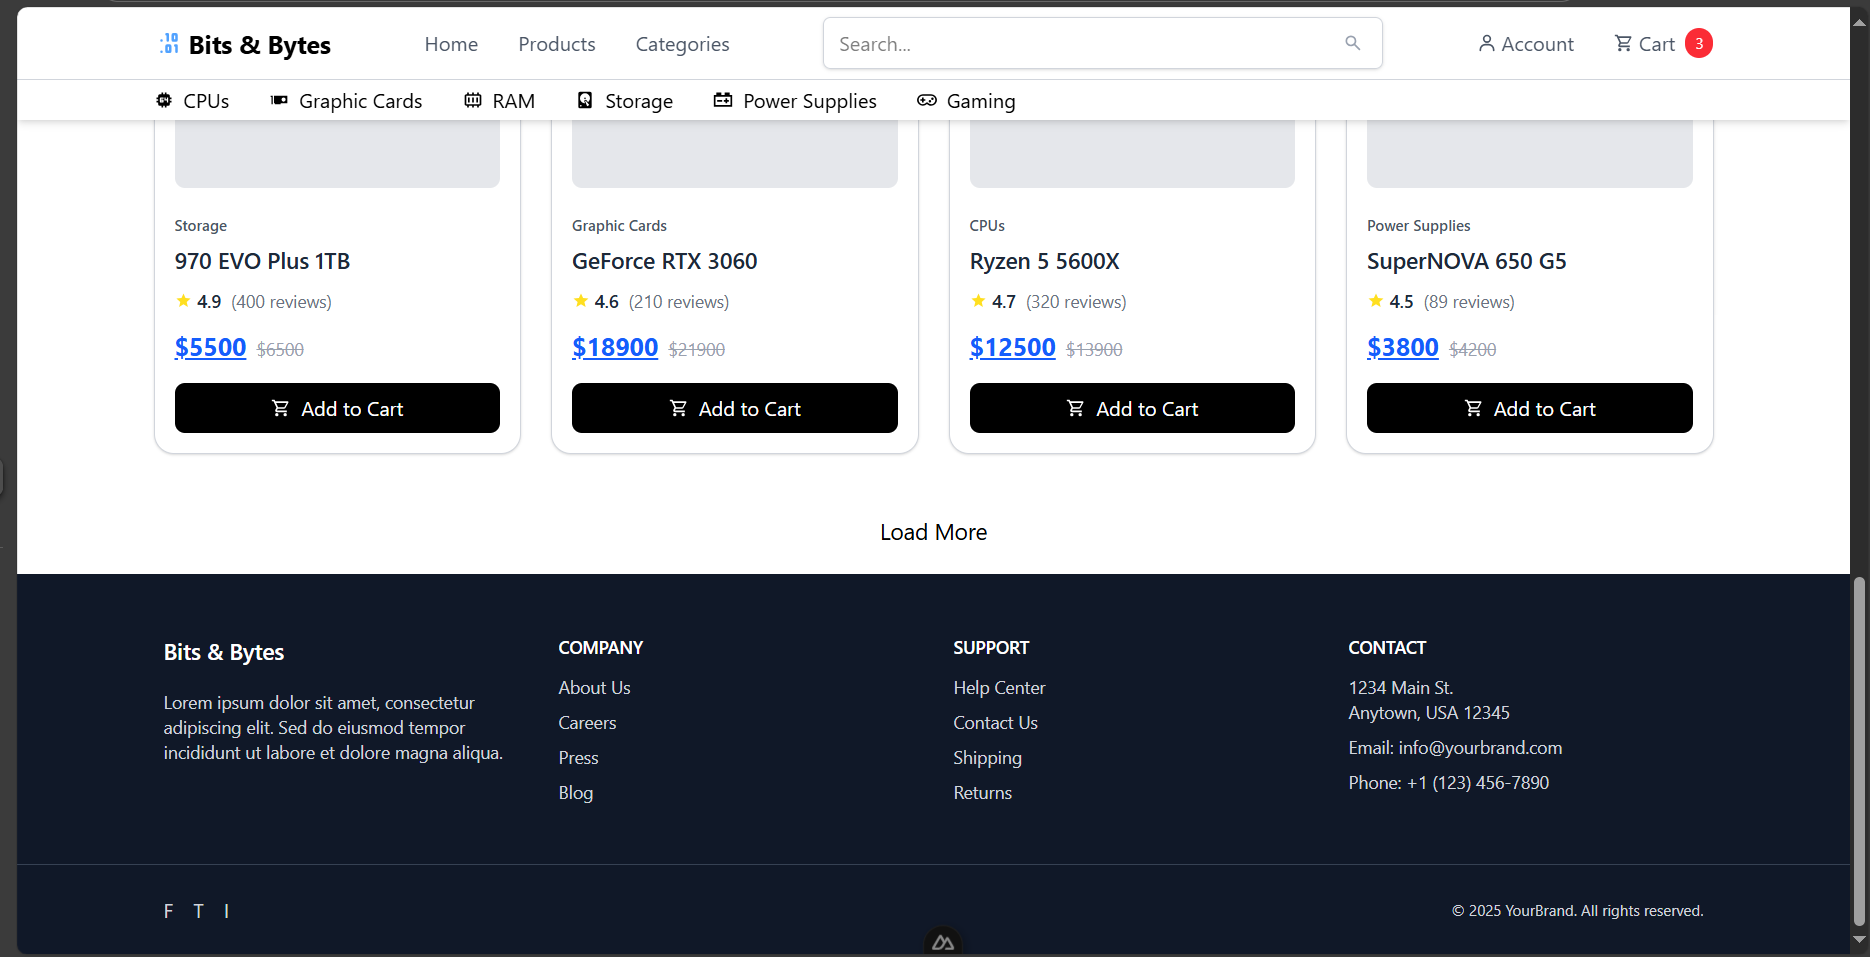 Bits & Bytes
Home
Products
Categories
Search...
Account
Cart
3
CPUs
Graphic Cards
RAM
Storage
Power Supplies
Gaming
Storage
970 EVO Plus 1TB
4.9 (400 reviews)
$5500 $6500
Add to Cart
Graphic Cards
GeForce RTX 3060
4.6 (210 reviews)
$18900 $21900
Add to Cart
CPUs
Ryzen 5 5600X
4.7 (320 reviews)
$12500 $13900
Add to Cart
Power Supplies
SuperNOVA 650 G5
4.5 (89 reviews)
$3800 $4200
Add to Cart
Load More
Bits & Bytes
Lorem ipsum dolor sit amet, consectetur
adipiscing elit. Sed do eiusmod tempor
incididunt ut labore et dolore magna aliqua.
COMPANY
About Us
Careers
Press
Blog
SUPPORT
Help Center
Contact Us
Shipping
Returns
CONTACT
1234 Main St.
Anytown, USA 12345
Email: info@yourbrand.com
Phone: +1 (123) 456-7890
F T I
© 2025 YourBrand. All rights reserved.